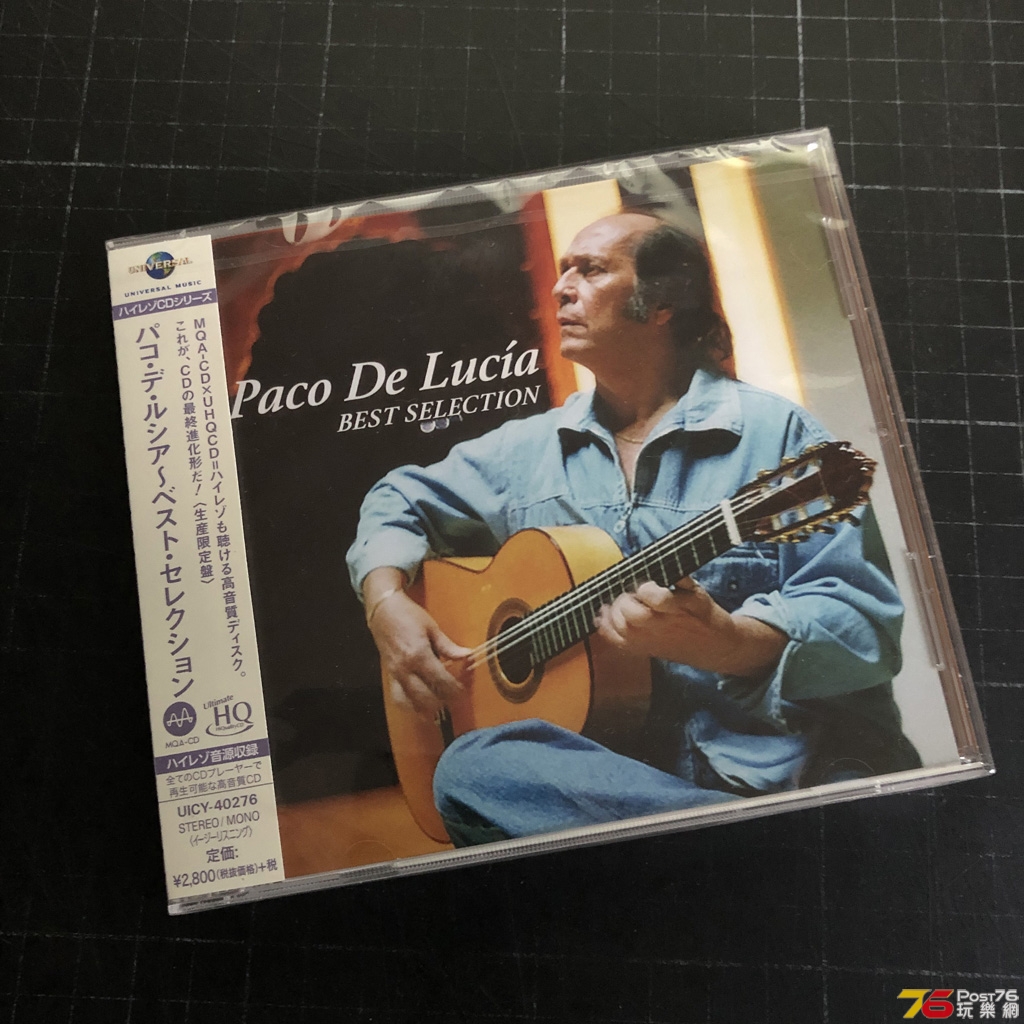 UNIVERSAL
UNIVERSAL MUSIC
ハイレゾCDシリーズ
MQA-CD×UHQCD=ハイレゾも聴ける高音質ディスク。
これが、CDの最終進化形だ!〈生産限定盤〉
パコ・デ・ルシア～ベスト・セレクション
MQA-CD
Ultimate
HQ
ハイレゾ音源収録
全てのCDプレーヤーで
再生可能な高音質CD
UICY-40276
STEREO/MONO
〈イージーリスニング〉
定価:
¥2,800(税抜価格)+税
Paco De Lucía
BEST SELECTION
76 POST76
玩樂網